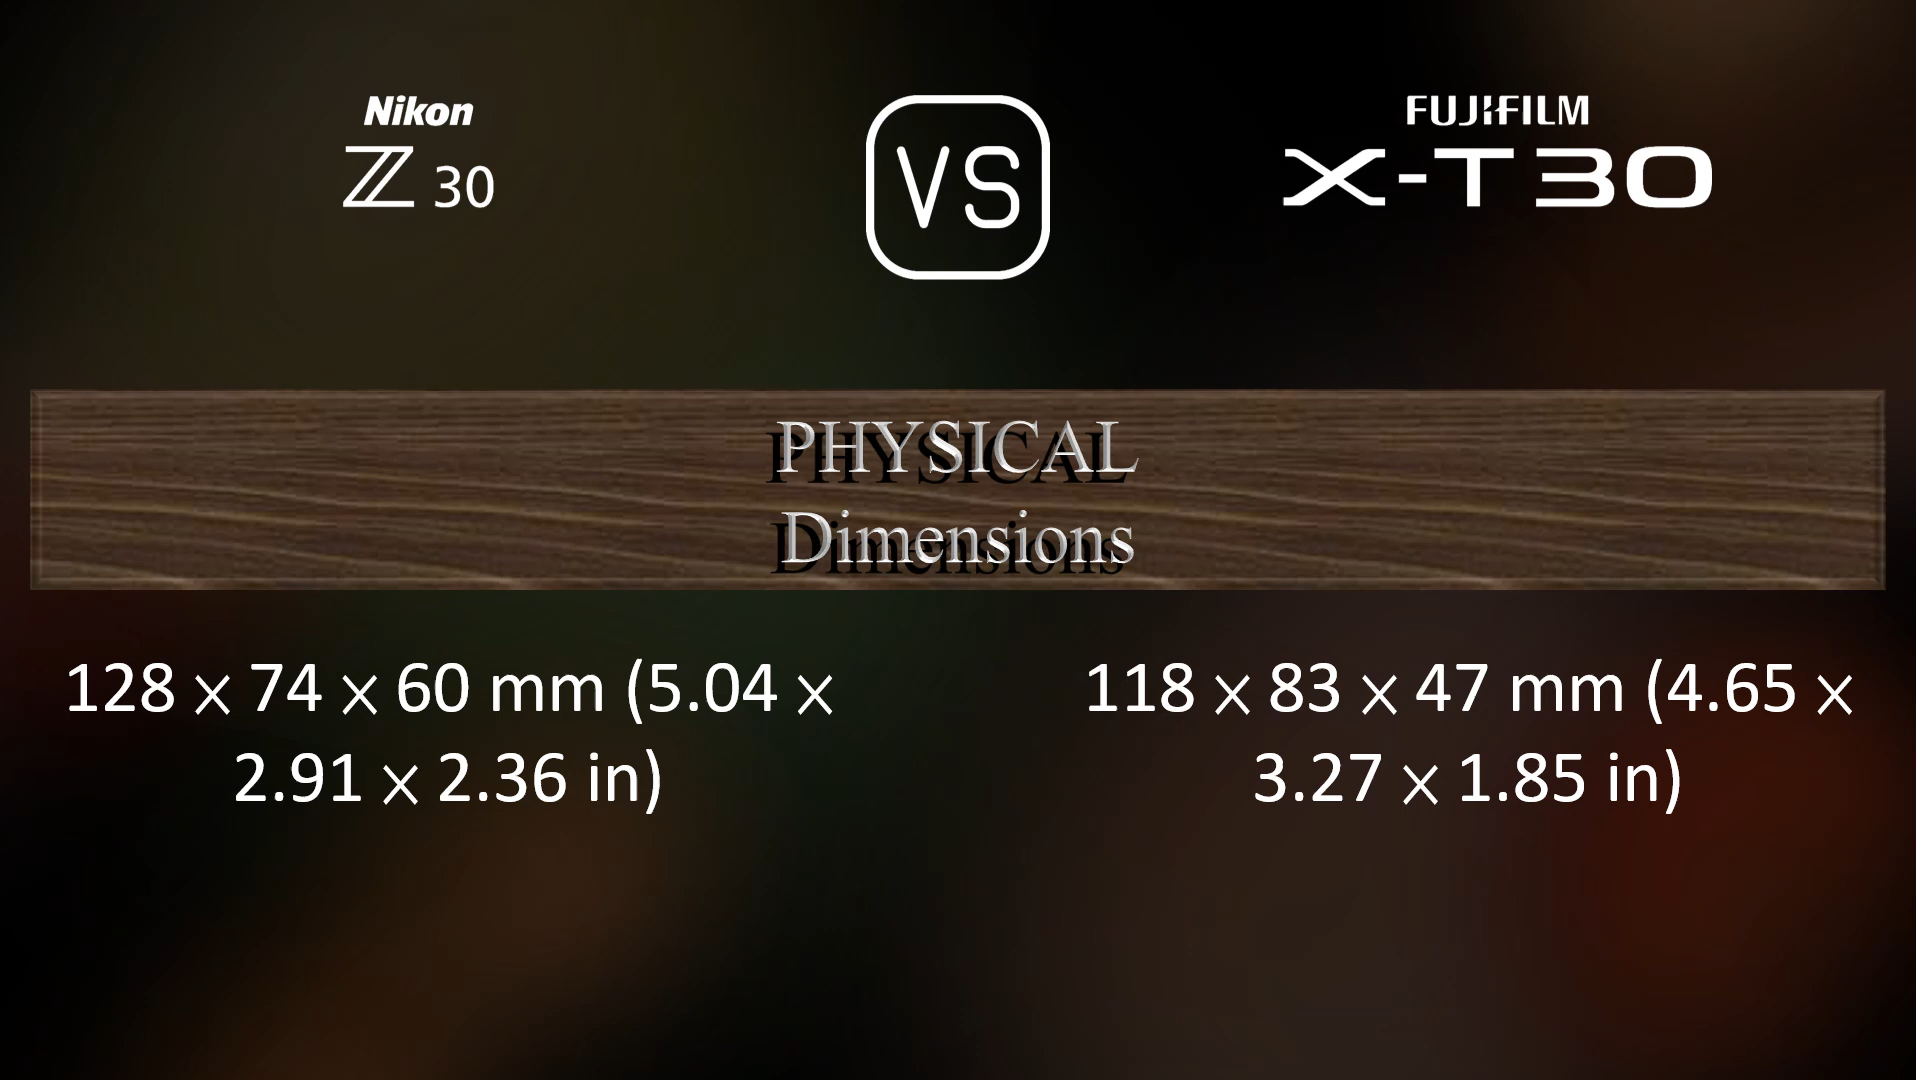 Nikon
Z 30
VS
FUJIFILM
X-T30
PHYSICAL
Dimensions
128 x 74 x 60 mm (5.04 x
2.91 x 2.36 in)
118 x 83 x 47 mm (4.65 x
3.27 x 1.85 in)